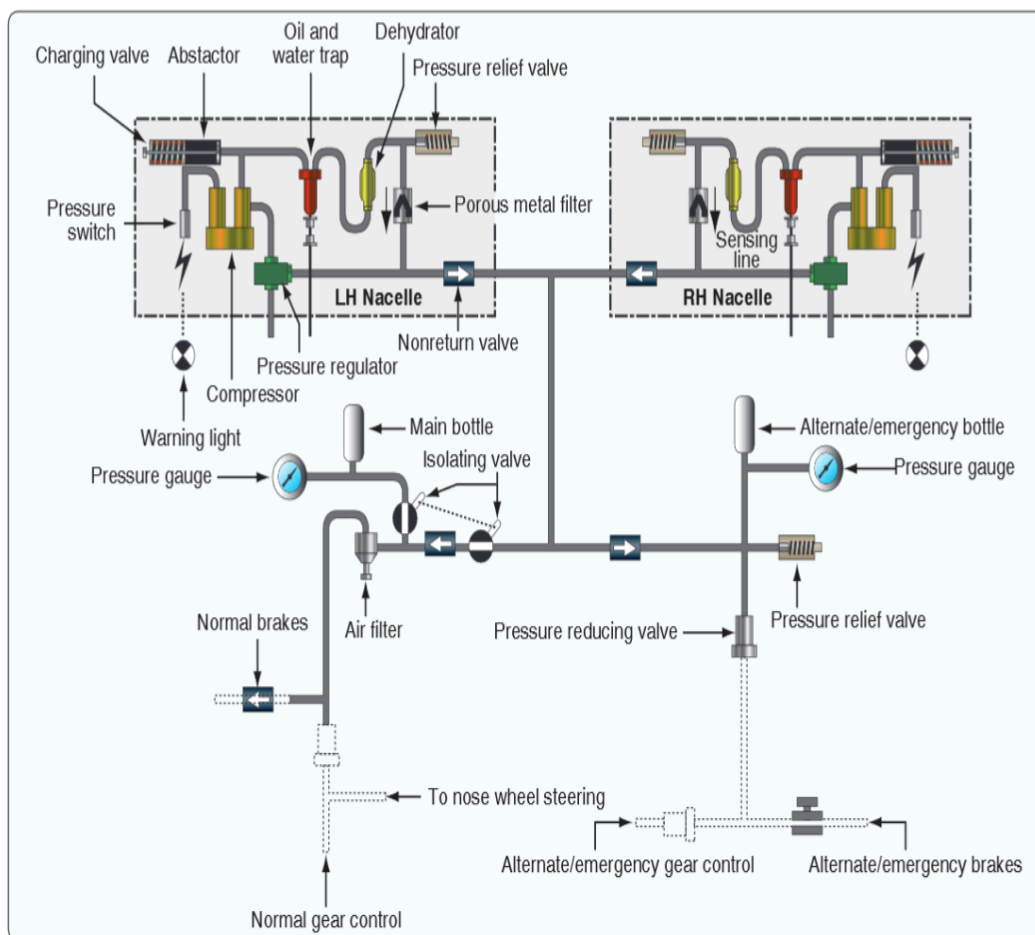 Oil and
water trap
Dehydrator
Charging valve
Abstactor
Pressure relief valve
Pressure
switch
Porous metal filter
Sensing
line
LH Nacelle
RH Nacelle
Nonreturn valve
Pressure regulator
Compressor
Warning light
Main bottle
Alternate/emergency bottle
Isolating valve
Pressure gauge
Pressure gauge
Normal brakes
Air filter
Pressure reducing valve
Pressure relief valve
To nose wheel steering
Alternate/emergency gear control
Alternate/emergency brakes
Normal gear control